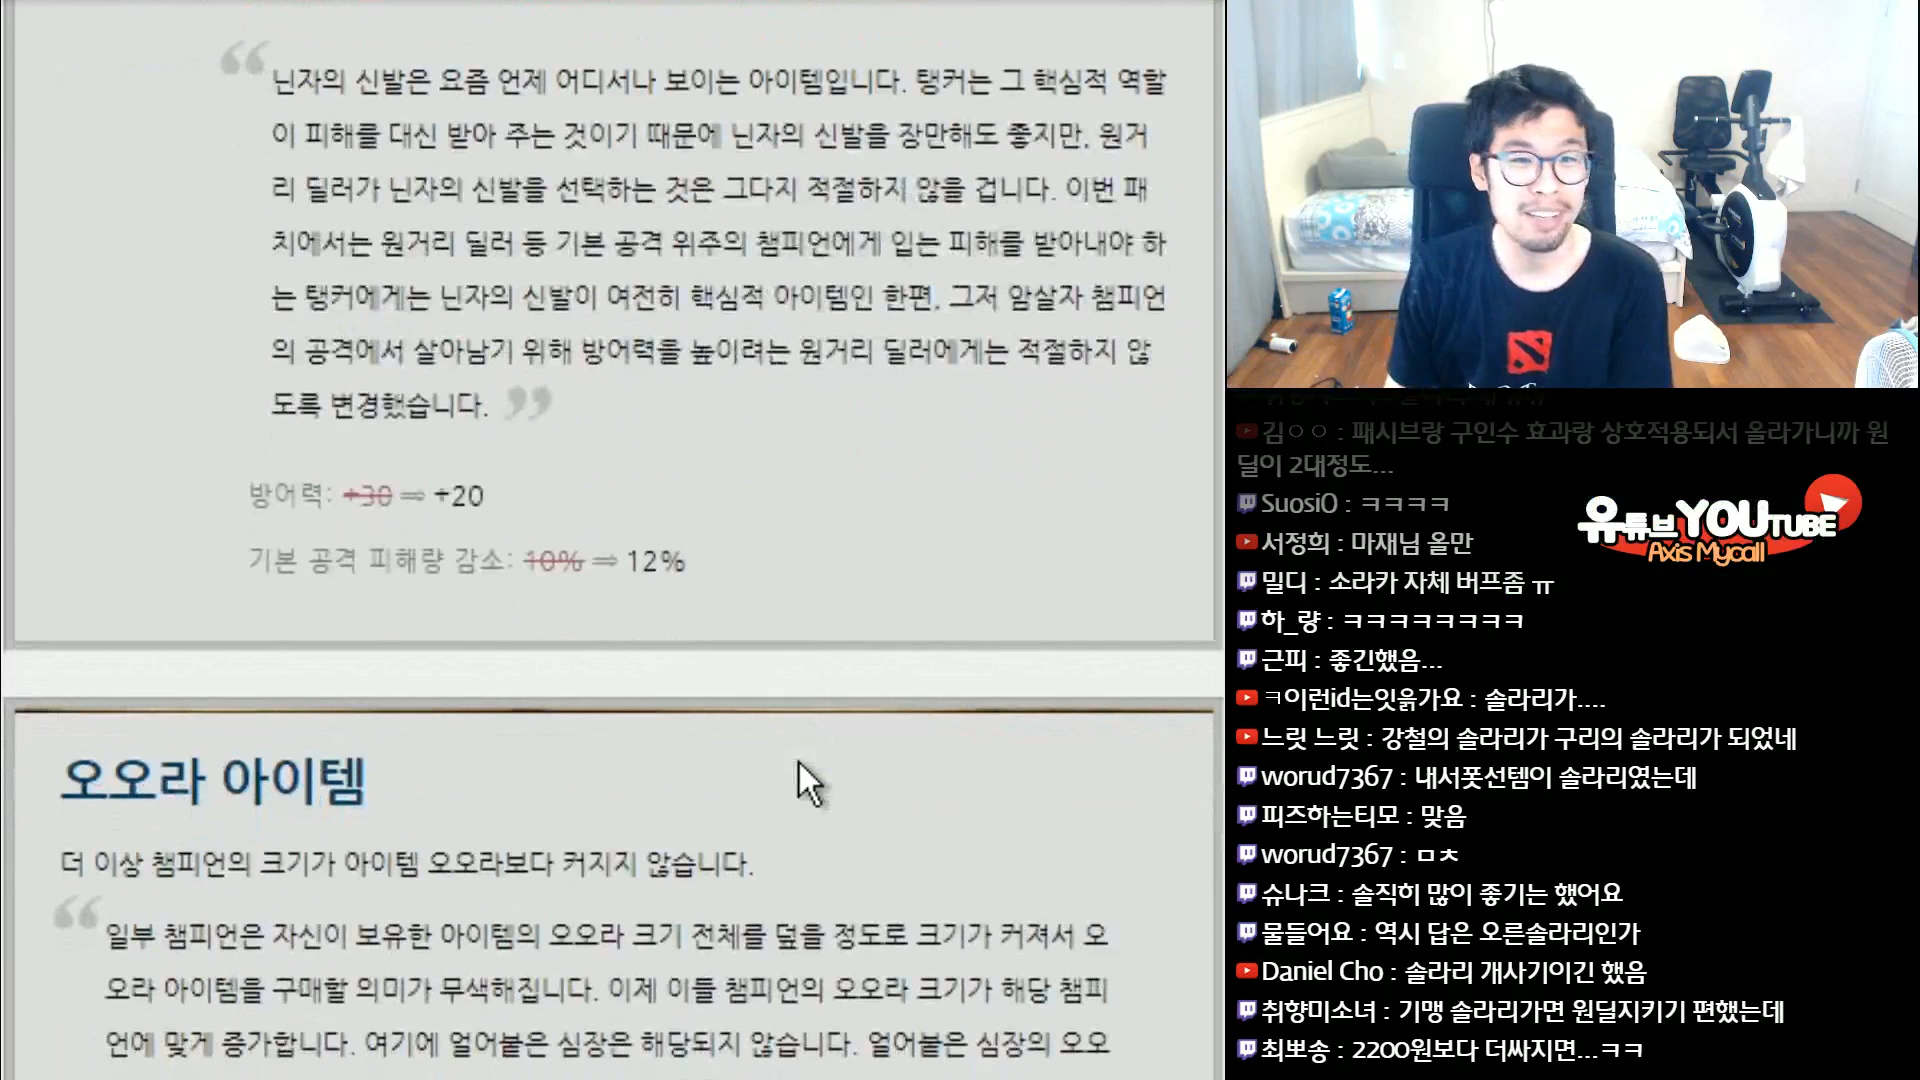 닌자의 신발은 요즘 언제 어디서나 보이는 아이템입니다. 탱커는 그 핵심적 역할
이 피해를 대신 받아 주는 것이기 때문에 닌자의 신발을 장만해도 좋지만, 원거
리 딜러가 닌자의 신발을 선택하는 것은 그다지 적절하지 않을 겁니다. 이번 패
치에서는 원거리 딜러 등 기본 공격 위주의 챔피언에게 입는 피해를 받아내야 하
는 탱커에게는 닌자의 신발이 여전히 핵심적 아이템인 한편, 그저 암살자 챔피언
의 공격에서 살아남기 위해 방어력을 높이려는 원거리 딜러에게는 적절하지 않
도록 변경했습니다.
방어력: +30 ⇒ +20
기본 공격 피해량 감소: 10% ⇒ 12%
오오라 아이템
더 이상 챔피언의 크기가 아이템 오오라보다 커지지 않습니다.
일부 챔피언은 자신이 보유한 아이템의 오오라 크기 전체를 덮을 정도로 크기가 커져서 오
오라 아이템을 구매할 의미가 무색해집니다. 이제 이들 챔피언의 오오라 크기가 해당 챔피
언에 맞게 증가합니다. 여기에 얼어붙은 심장은 해당되지 않습니다. 얼어붙은 심장의 오오
김ㅇㅇ : 패시브랑 구인수 효과랑 상호적용되서 올라가니까 원
딜이 2대정도...
SuosiO : ㅋㅋㅋㅋ
서정희 : 마재님 올만
밀디 : 소라카 자체 버프좀 ㅠ
하_량 : ㅋㅋㅋㅋㅋㅋㅋㅋ
근피 : 좋긴했음...
ㅋ이런id는잇윩가요 : 솔라리가....
느릿 느릿 : 강철의 솔라리가 구리의 솔라리가 되었네
worud7367 : 내서폿선템이 솔라리였는데
피즈하는티모 : 맞음
worud7367 : ㅁㅊ
슈나크 : 솔직히 많이 좋기는 했어요
물들어요 : 역시 답은 오른솔라리인가
Daniel Cho : 솔라리 개사기이긴 했음
취향미소녀 : 기맹 솔라리가면 원딜지키기 편했는데
최뽀송 : 2200원보다 더싸지면...ㅋㅋ
유튜브 YOUTUBE
Axis Mycall